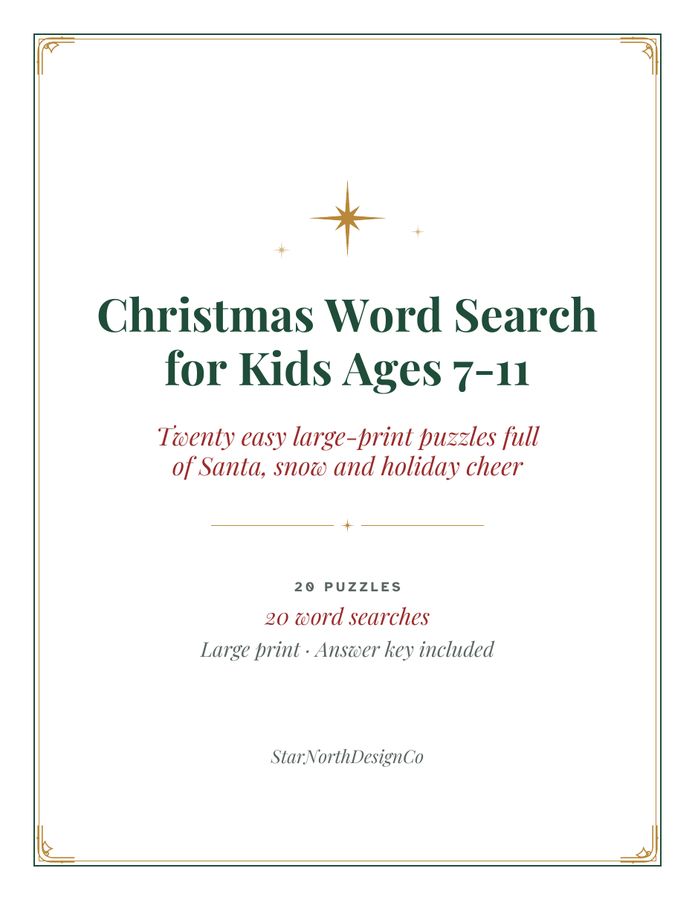 Christmas Word Search
for Kids Ages 7-11
Twenty easy large-print puzzles full
of Santa, snow and holiday cheer
20 PUZZLES
20 word searches
Large print · Answer key included
StarNorthDesignCo